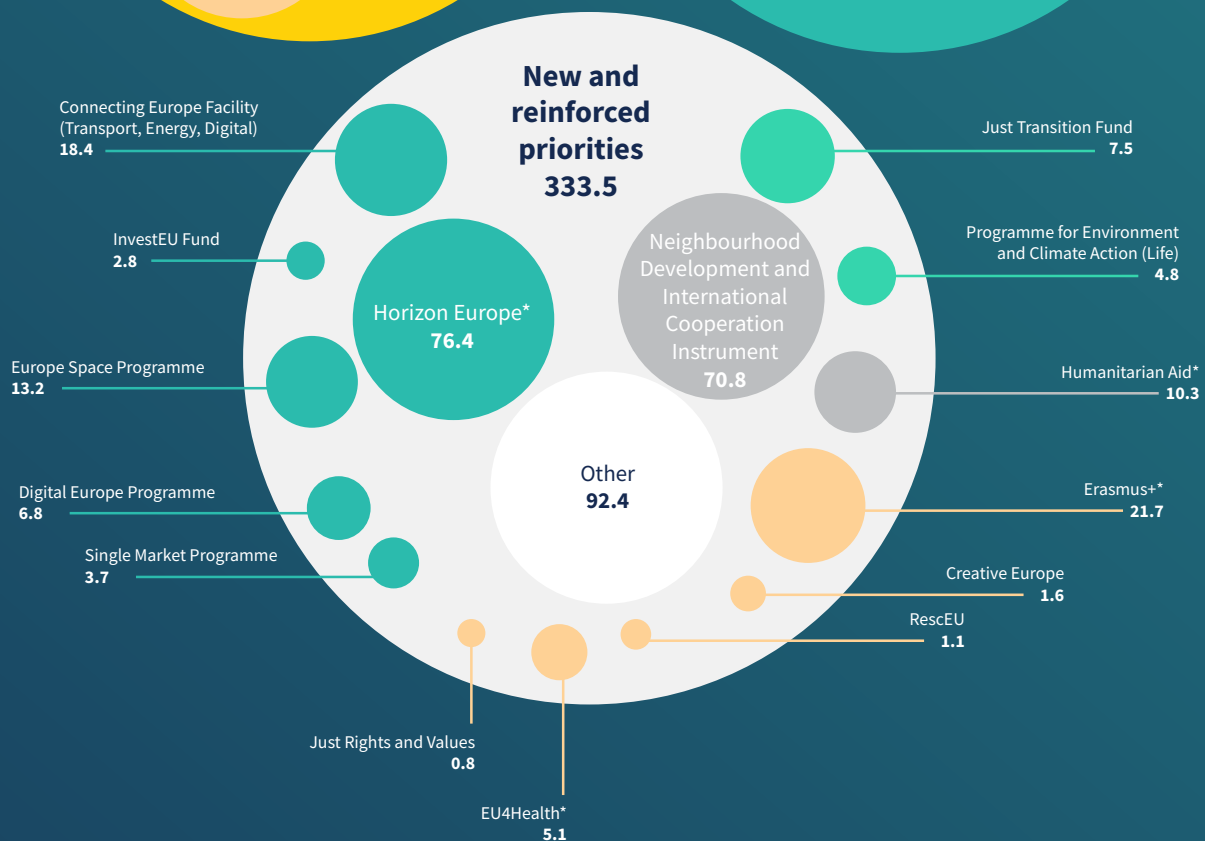 New and
reinforced
priorities
333.5
Connecting Europe Facility
(Transport, Energy, Digital)
18.4
InvestEU Fund
2.8
Horizon Europe*
76.4
Europe Space Programme
13.2
Digital Europe Programme
6.8
Single Market Programme
3.7
Just Transition Fund
7.5
Neighbourhood
Development and
International
Cooperation
Instrument
70.8
Programme for Environment
and Climate Action (Life)
4.8
Humanitarian Aid*
10.3
Other
92.4
Erasmus+*
21.7
Creative Europe
1.6
RescEU
1.1
Just Rights and Values
0.8
EU4Health*
5.1